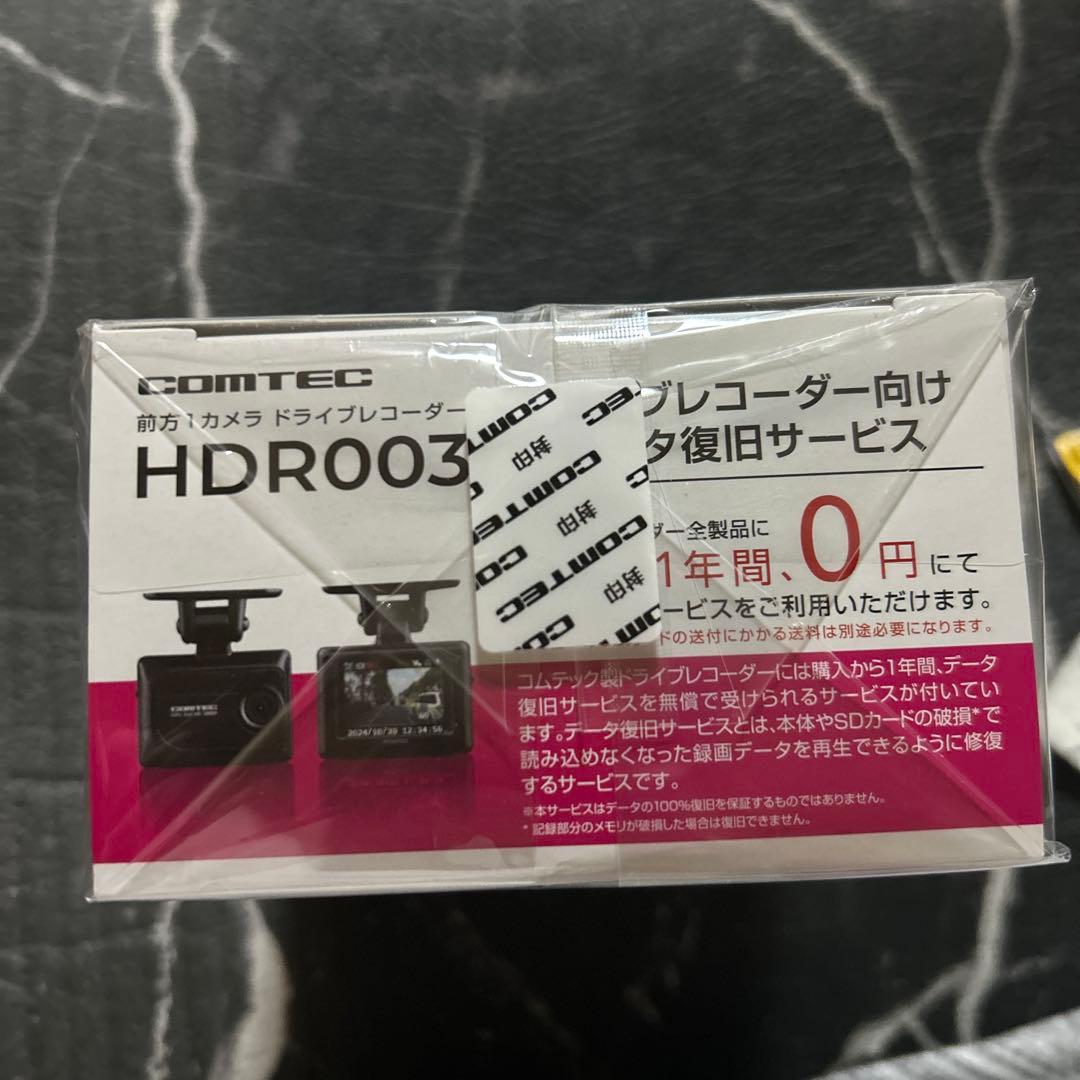 COMTEC
前方1カメラ ドライブレコーダー
HDR003
ブレコーダー向け
タ復旧サービス
ダー全製品に
1年間、0円にて
ービスをご利用いただけます。
ドの送付にかかる送料は別途必要になります。
コムテック製ドライブレコーダーには購入から1年間、データ
復旧サービスを無償で受けられるサービスが付いてい
ます。データ復旧サービスとは、本体やSDカードの破損*で
読み込めなくなった録画データを再生できるように修復
するサービスです。
※本サービスはデータの100%復旧を保証するものではありません。
* 記録部分のメモリが破損した場合は復旧できません。
COMTEC
封印
COMTEC
封印
COMTEC
封印
COMTEC
COMTEC
2024/10/30 12:34:56